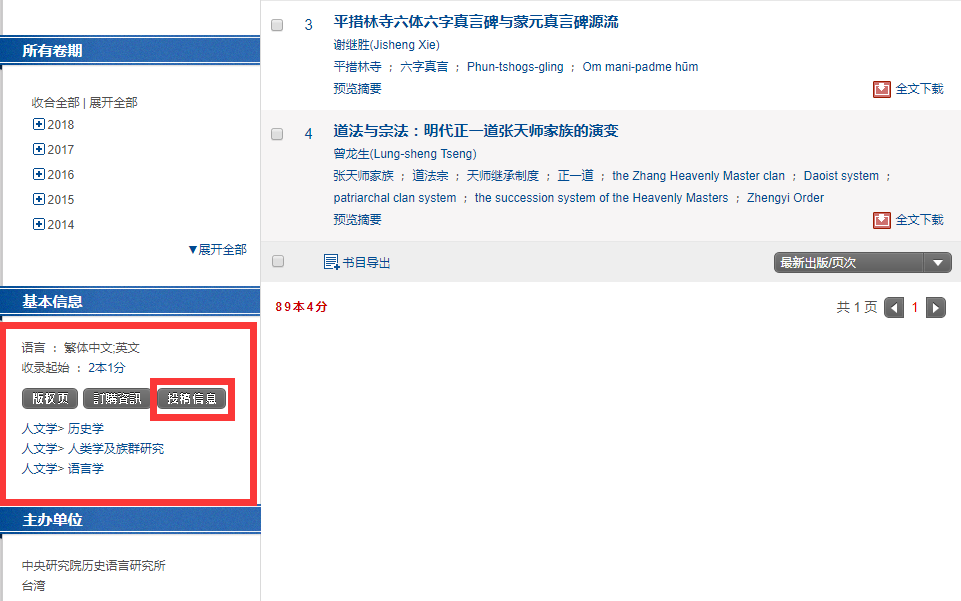 所有卷期
收合全部 | 展开全部
2018
2017
2016
2015
2014
▼展开全部
基本信息
语言 ： 繁体中文;英文
收录起始 ： 2本1分
版权页 訂購資訊 投稿信息
人文学> 历史学
人文学> 人类学及族群研究
人文学> 语言学
主办单位
中央研究院历史语言研究所
台湾
3 平措林寺六体六字真言碑与蒙元真言碑源流
谢继胜(Jisheng Xie)
平措林寺 ； 六字真言 ； Phun-tshogs-gling ； Om mani-padme hūm
预览摘要
全文下载
4 道法与宗法：明代正一道张天师家族的演变
曾龙生(Lung-sheng Tseng)
张天师家族 ； 道法宗 ； 天师继承制度 ； 正一道 ； the Zhang Heavenly Master clan ； Daoist system ；
patriarchal clan system ； the succession system of the Heavenly Masters ； Zhengyi Order
预览摘要
全文下载
书目导出
最新出版/页次
89本4分
共 1 页 1